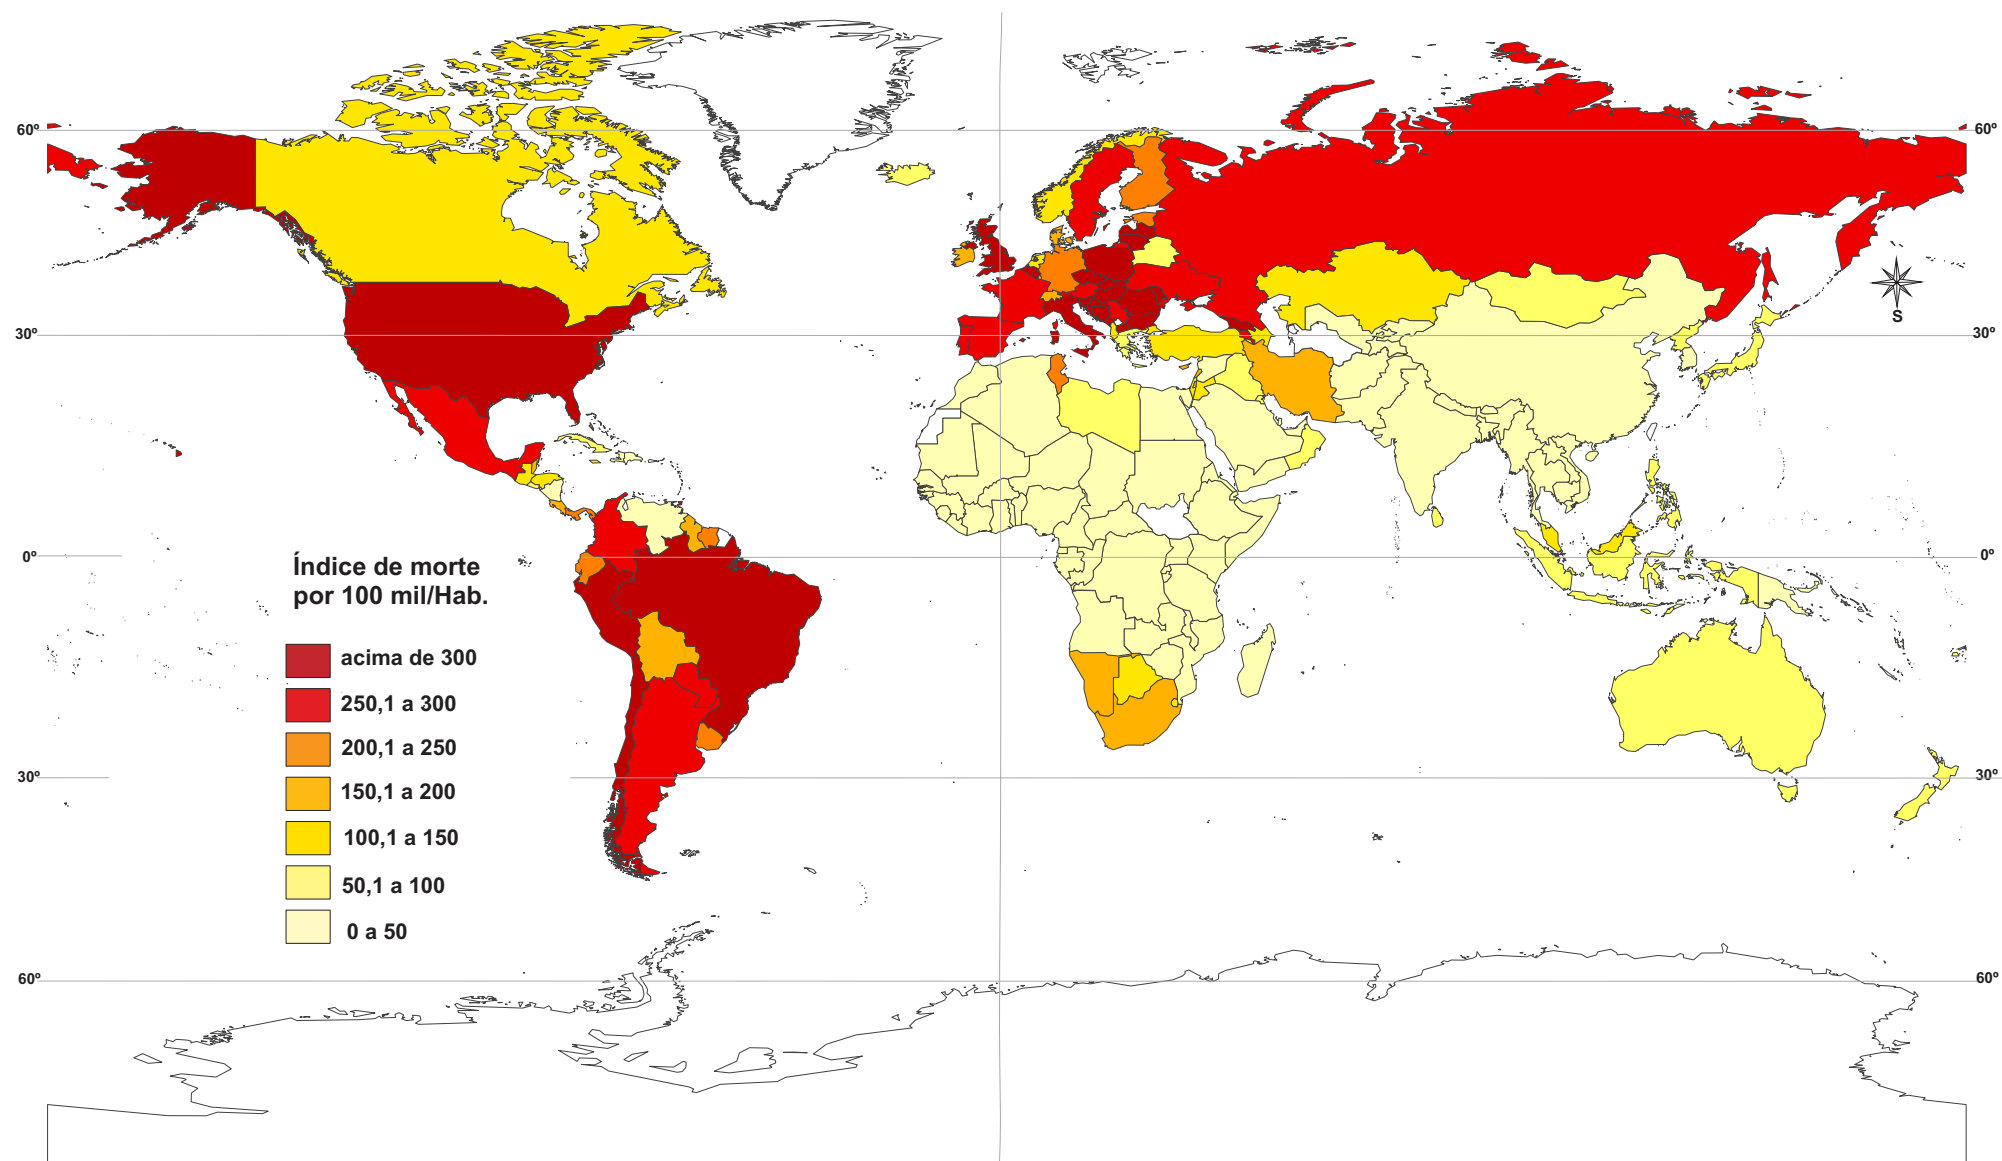 60º
60º
S
30º
30º
0º
0º
Índice de morte
por 100 mil/Hab.
acima de 300
250,1 a 300
200,1 a 250
150,1 a 200
100,1 a 150
50,1 a 100
0 a 50
30º
30º
60º
60º